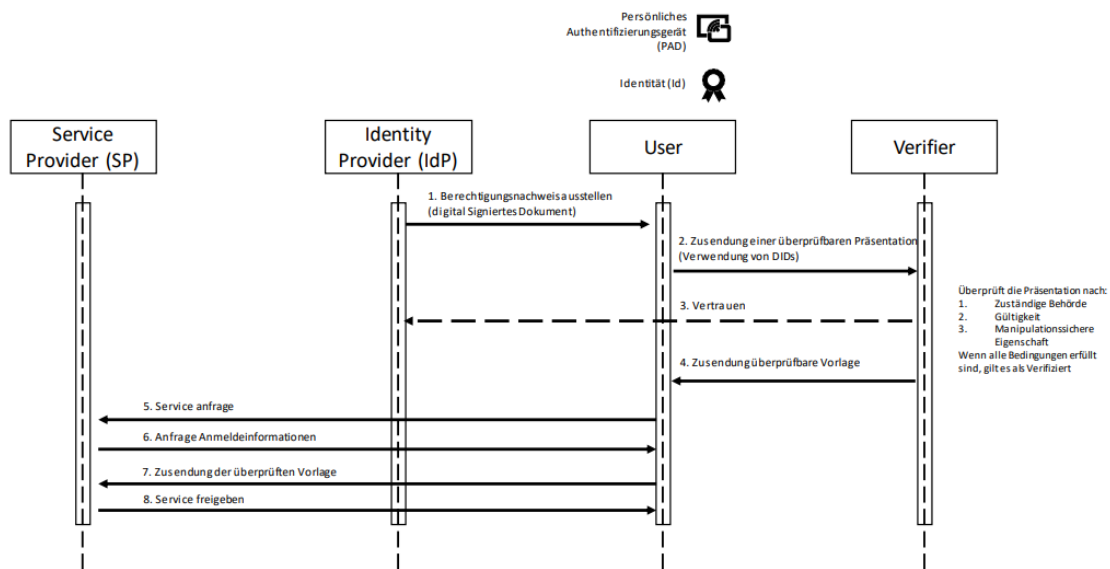 Persönliches
Authentifizierungsgerät
(PAD)
Identität (Id)
Service
Provider (SP)
Identity
Provider (IdP)
User
Verifier
1. Berechtigungsnachweis ausstellen
(digital Signiertes Dokument)
2. Zusendung einer überprüfbaren Präsentation
(Verwendung von DIDs)
3. Vertrauen
Überprüft die Präsentation nach:
1. Zuständige Behörde
2. Gültigkeit
3. Manipulationssichere
Eigenschaft
Wenn alle Bedingungen erfüllt
sind, gilt es als Verifiziert
4. Zusendung überprüfbare Vorlage
5. Service anfrage
6. Anfrage Anmeldeinformationen
7. Zusendung der überprüften Vorlage
8. Service freigeben